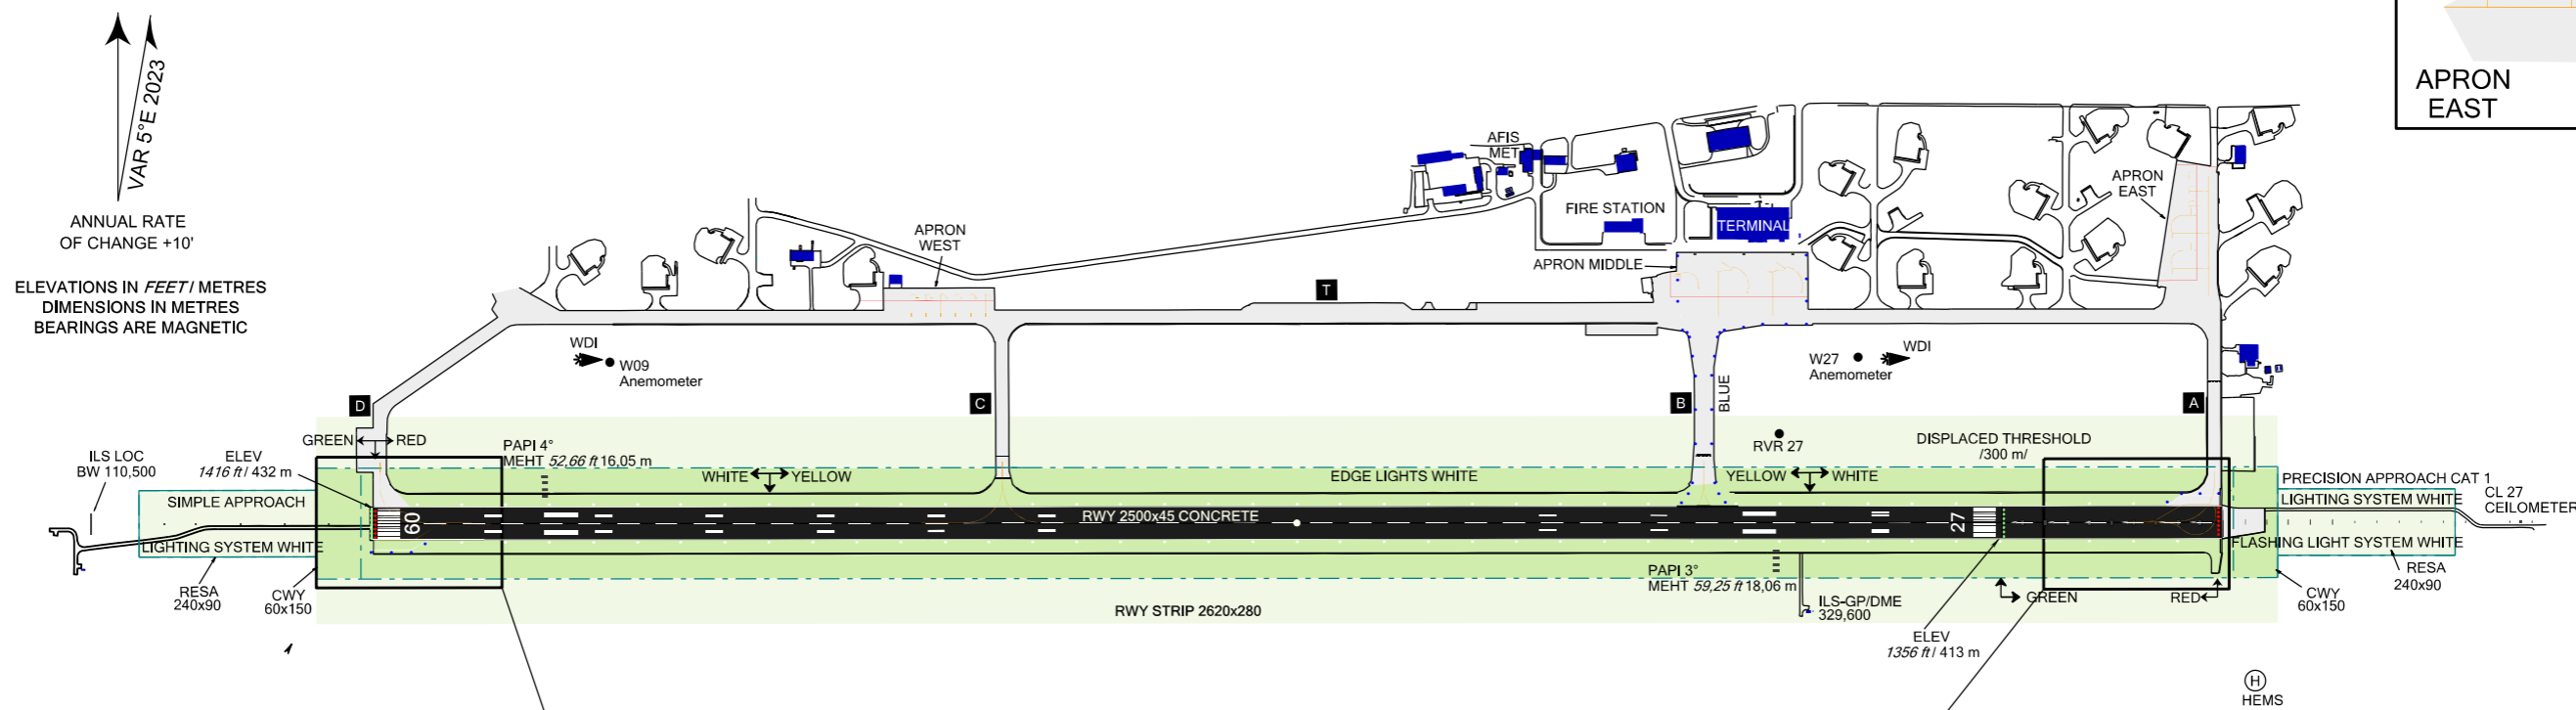 VAR 5°E 2023
ANNUAL RATE
OF CHANGE +10'
ELEVATIONS IN FEET / METRES
DIMENSIONS IN METRES
BEARINGS ARE MAGNETIC
APRON
EAST
AFIS
MET
FIRE STATION
TERMINAL
APRON
EAST
APRON
WEST
APRON MIDDLE
T
WDI
W09
Anemometer
W27
Anemometer
WDI
D
C
B
BLUE
A
GREEN
RED
PAPI 4°
MEHT 52,66 ft 16,05 m
RVR 27
DISPLACED THRESHOLD
/300 m/
ILS LOC
BW 110,500
ELEV
1416 ft / 432 m
WHITE
YELLOW
EDGE LIGHTS WHITE
YELLOW
WHITE
PRECISION APPROACH CAT 1
SIMPLE APPROACH
LIGHTING SYSTEM WHITE
CL 27
CEILOMETER
09
RWY 2500x45 CONCRETE
27
LIGHTING SYSTEM WHITE
FLASHING LIGHT SYSTEM WHITE
RESA
240x90
CWY
60x150
PAPI 3°
MEHT 59,25 ft 18,06 m
ILS-GP/DME
329,600
GREEN
RED
RESA
240x90
CWY
60x150
RWY STRIP 2620x280
ELEV
1356 ft / 413 m
H
HEMS